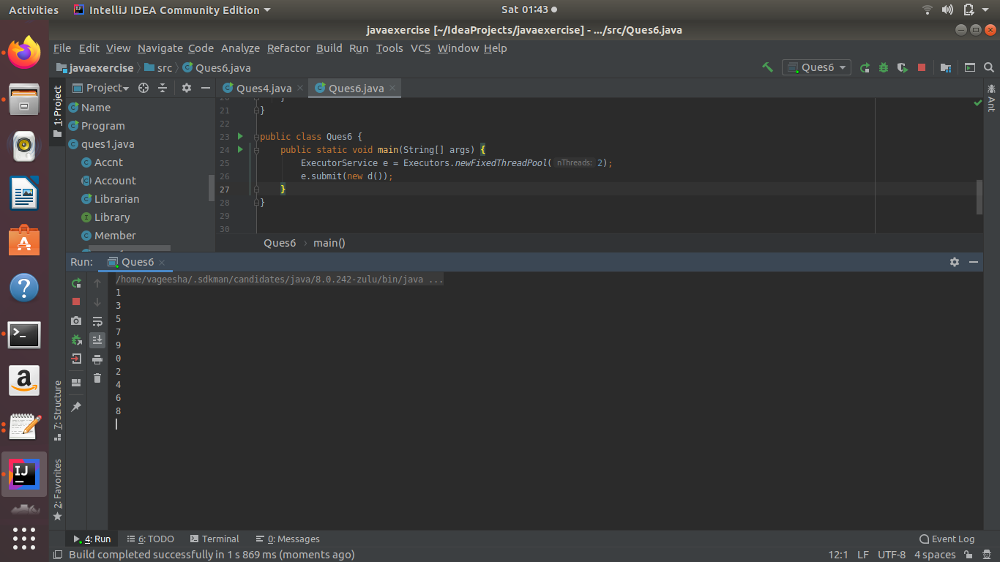 Activities IntelliJ IDEA Community Edition Sat 01:43
javaexercise [~/IdeaProjects/javaexercise] - .../src/Ques6.java
File Edit View Navigate Code Analyze Refactor Build Run Tools VCS Window Help
javaexercise src Ques6.java Ques6
1: Project
Project
Ques4.java Ques6.java
Ant
Name
Program
ques1.java
Accnt
Account
Librarian
Library
Member
20 }
21 }
22
23 public class Ques6 {
24 public static void main(String[] args) {
25 ExecutorService e = Executors.newFixedThreadPool( nThreads: 2);
26 e.submit(new d());
27 }
28 }
29
30
Ques6 › main()
Run: Ques6
/home/vageesha/.sdkman/candidates/java/8.0.242-zulu/bin/java ...
1
3
5
7
9
0
2
4
6
8
7: Structure
2: Favorites
4: Run 6: TODO Terminal 0: Messages Event Log
Build completed successfully in 1 s 869 ms (moments ago) 12:1 LF UTF-8 4 spaces